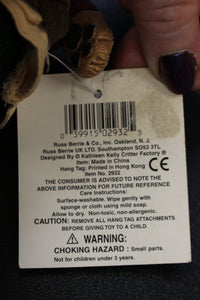 0 39915 02932 5
Russ Berrie & Co., Inc. Oakland, N. J.
Russ Berrie UK LTD. Southampton SO53 3TL
Designed By © Kathleen Kelly Critter Factory ®
Item: Made in China
Hang Tag: Printed in Hong Kong
Item No. 2932
THE CONSUMER IS ADVISED TO NOTE THE
ABOVE INFORMATION FOR FUTURE REFERENCE
Care Instructions:
Surface-washable. Wipe gently with
sponge or cloth using mild soap.
Allow to dry. Non-toxic, non-allergenic.
CAUTION: REMOVE ALL HANG TAG ATTACHMENTS
BEFORE GIVING TOY TO A CHILD
WARNING:
CHOKING HAZARD : Small parts.
Not for children under 3 years.